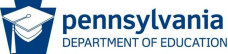 pennsylvania
DEPARTMENT OF EDUCATION